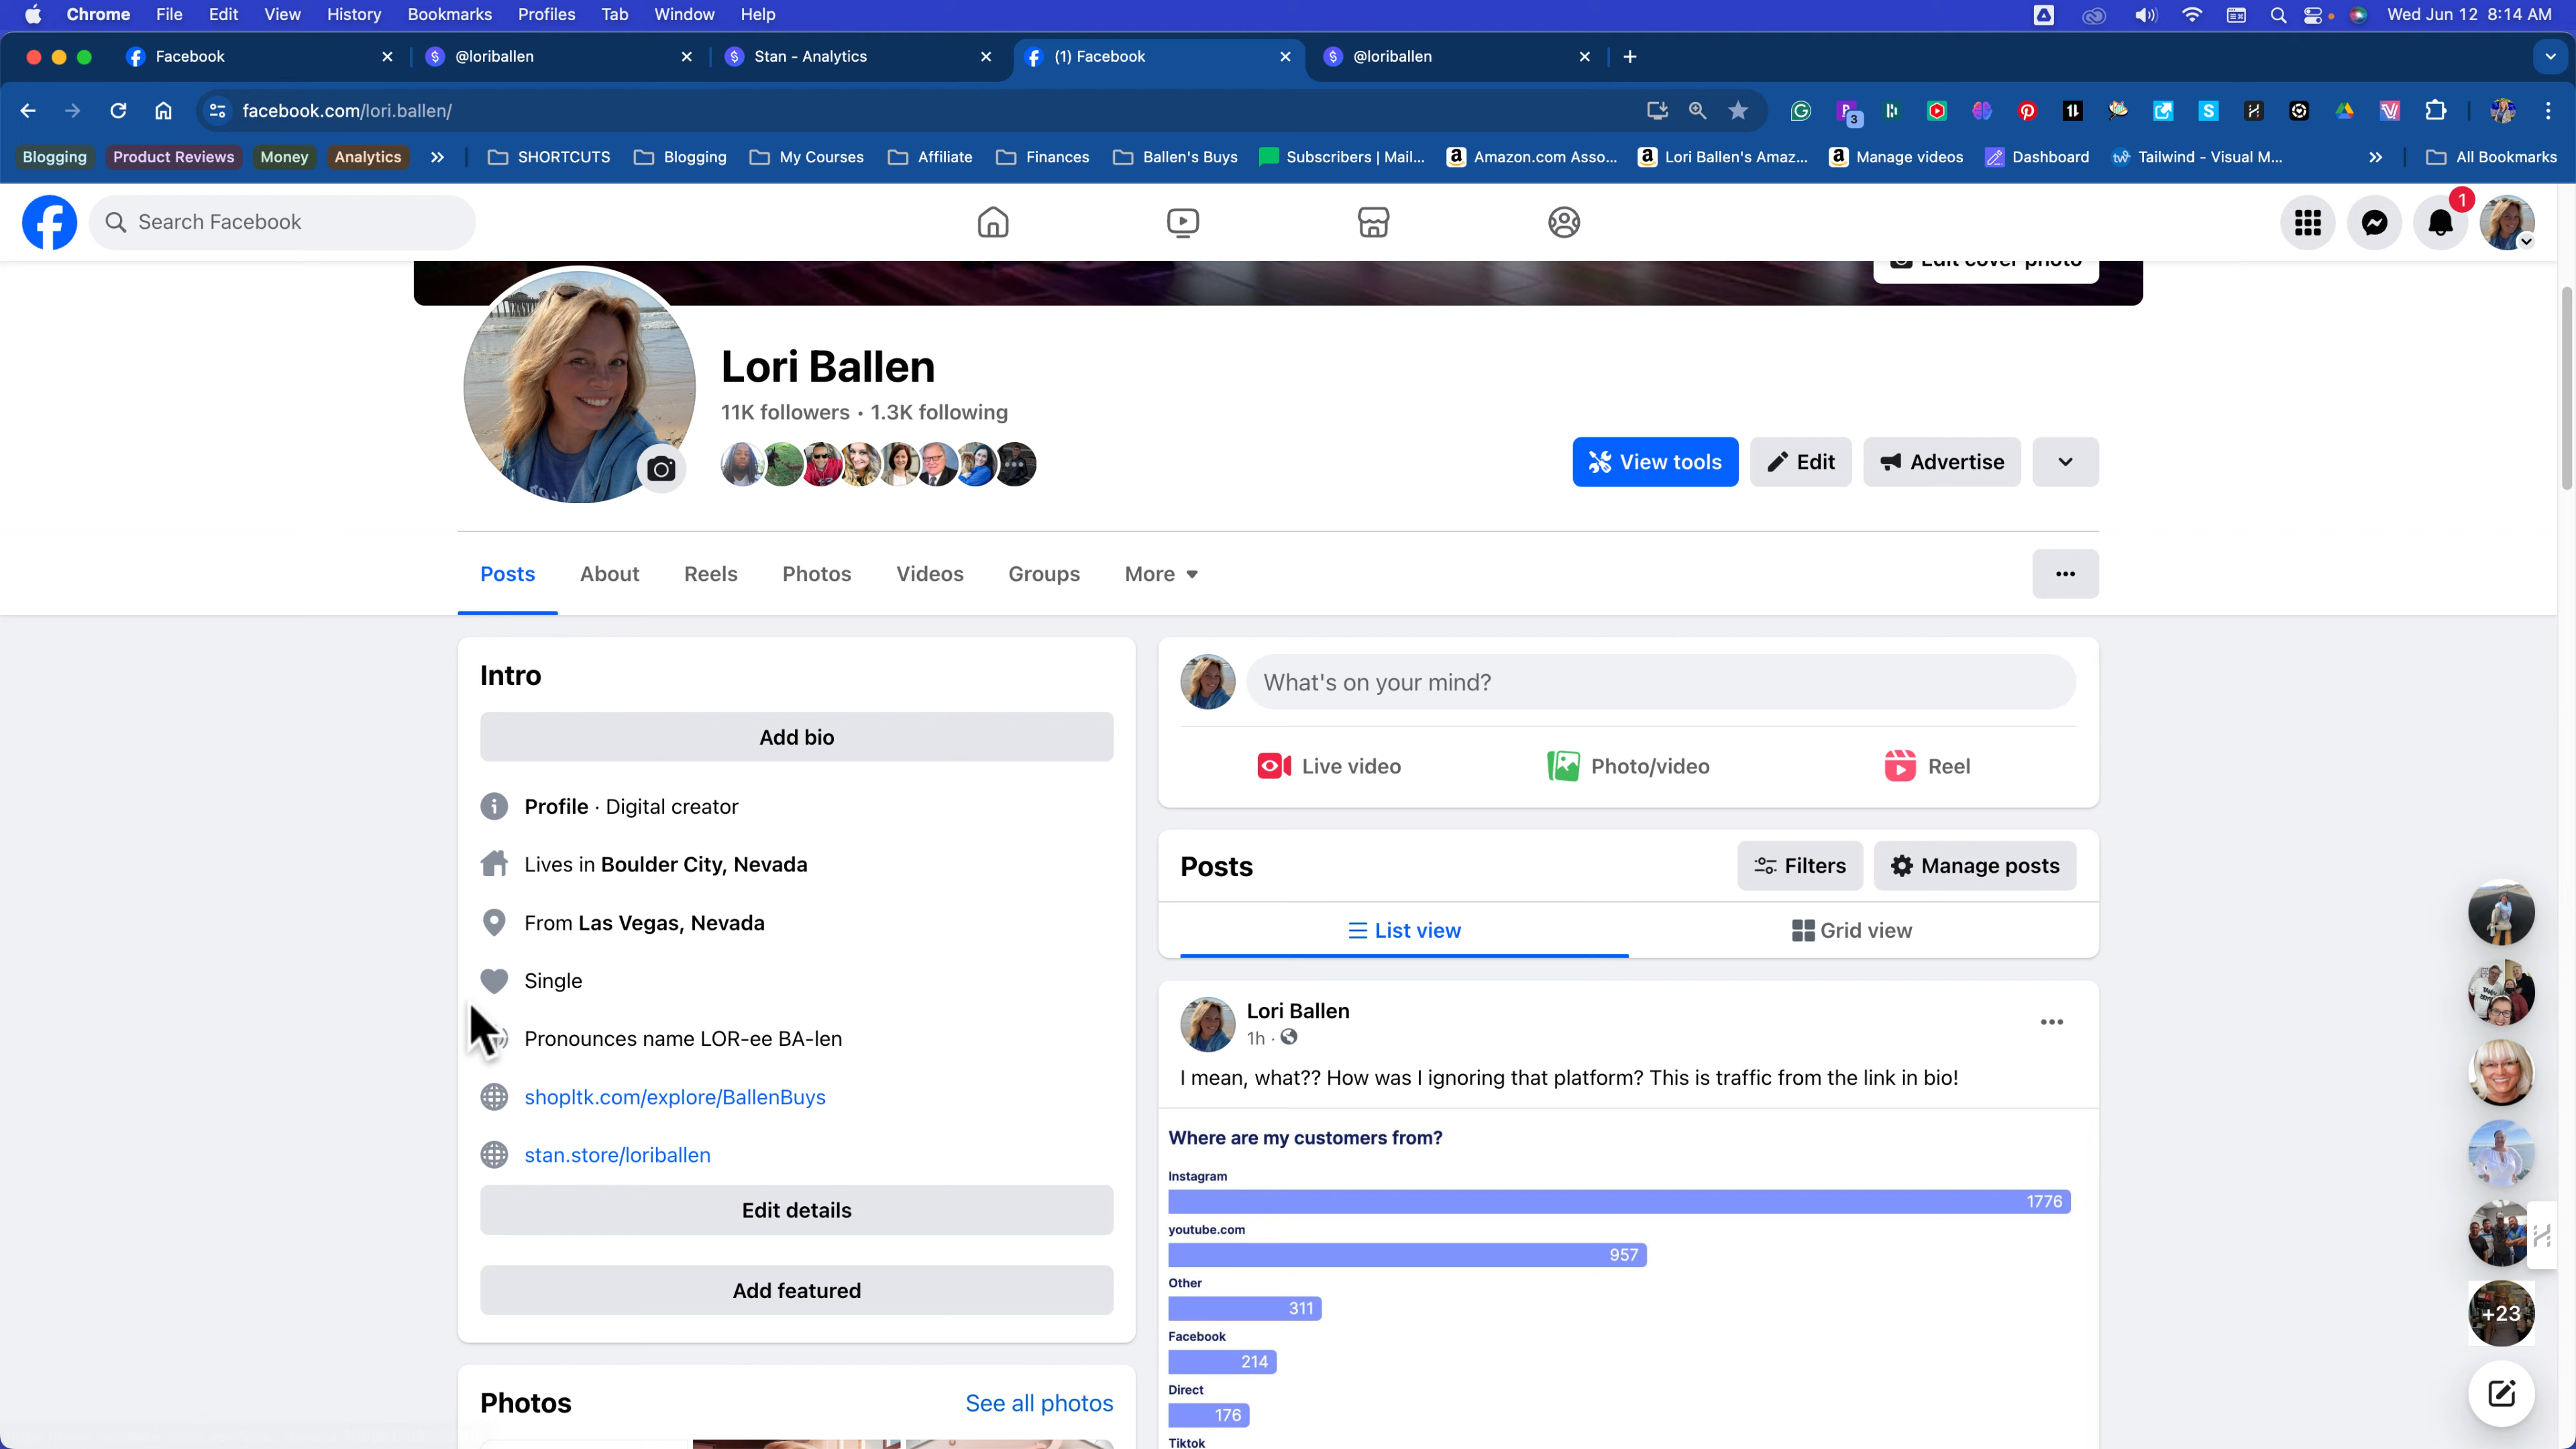 Chrome File Edit View History Bookmarks Profiles Tab Window Help Wed Jun 12 8:14 AM
Facebook @loriballen Stan - Analytics (1) Facebook @loriballen
facebook.com/lori.ballen/
3
Blogging Product Reviews Money Analytics SHORTCUTS Blogging My Courses Affiliate Finances Ballen's Buys Subscribers | Mail... Amazon.com Asso... Lori Ballen's Amaz... Manage videos Dashboard Tailwind - Visual M... All Bookmarks
Search Facebook 1
Edit cover photo
Lori Ballen
11K followers · 1.3K following
View tools Edit Advertise
Posts About Reels Photos Videos Groups More
Intro
Add bio
Profile · Digital creator
Lives in Boulder City, Nevada
From Las Vegas, Nevada
Single
Pronounces name LOR-ee BA-len
shopltk.com/explore/BallenBuys
stan.store/loriballen
Edit details
Add featured
Photos See all photos
What's on your mind?
Live video Photo/video Reel
Posts Filters Manage posts
List view Grid view
Lori Ballen
1h ·
I mean, what?? How was I ignoring that platform? This is traffic from the link in bio!
Where are my customers from?
Instagram
1776
youtube.com
957
Other
311
Facebook
214
Direct
176
Tiktok
+23